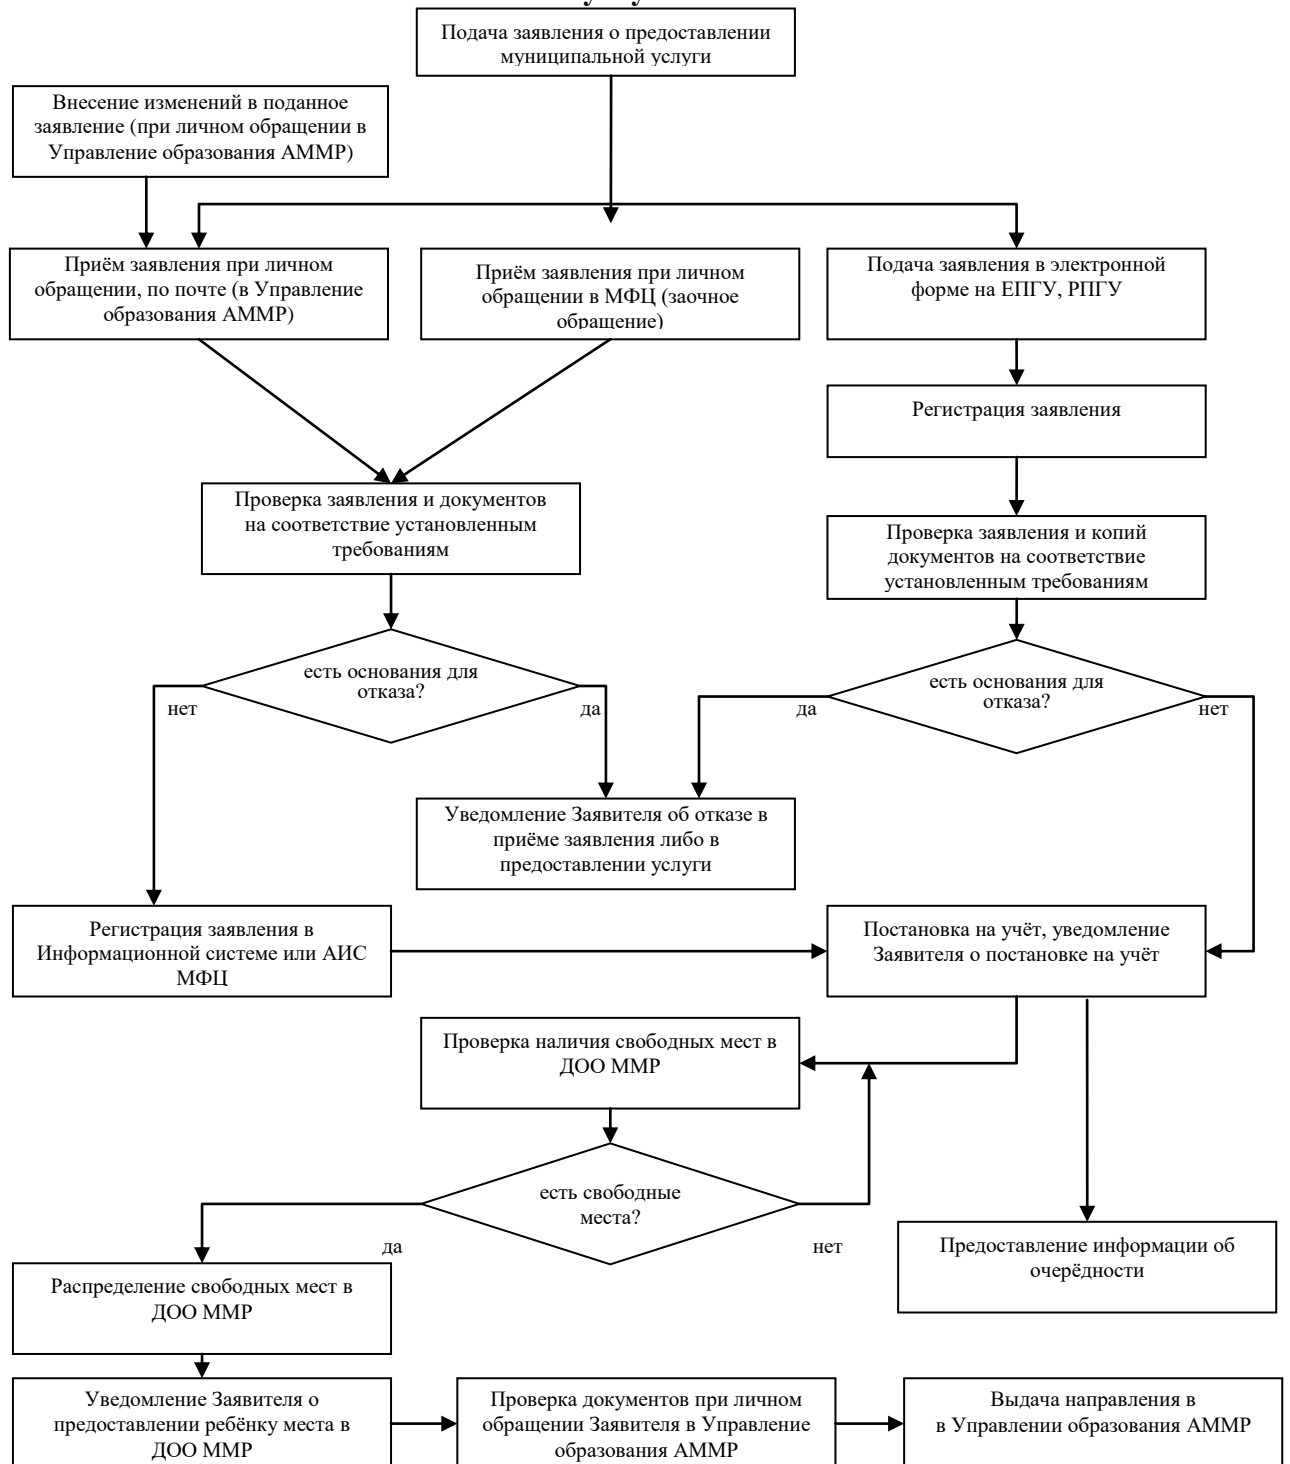 Подача заявления о предоставлении
муниципальной услуги
Внесение изменений в поданное
заявление (при личном обращении в
Управление образования АММР)
Приём заявления при личном
обращении, по почте (в Управление
образования АММР)
Приём заявления при личном
обращении в МФЦ (заочное
обращение)
Подача заявления в электронной
форме на ЕПГУ, РПГУ
Регистрация заявления
Проверка заявления и документов
на соответствие установленным
требованиям
Проверка заявления и копий
документов на соответствие
установленным требованиям
есть основания для
отказа?
нет
да
есть основания для
отказа?
да
нет
Уведомление Заявителя об отказе в
приёме заявления либо в
предоставлении услуги
Регистрация заявления в
Информационной системе или АИС
МФЦ
Постановка на учёт, уведомление
Заявителя о постановке на учёт
Проверка наличия свободных мест в
ДОО ММР
есть свободные
места?
да
нет
Предоставление информации об
очерёдности
Распределение свободных мест в
ДОО ММР
Уведомление Заявителя о
предоставлении ребёнку места в
ДОО ММР
Проверка документов при личном
обращении Заявителя в Управление
образования АММР
Выдача направления в
в Управлении образования АММР